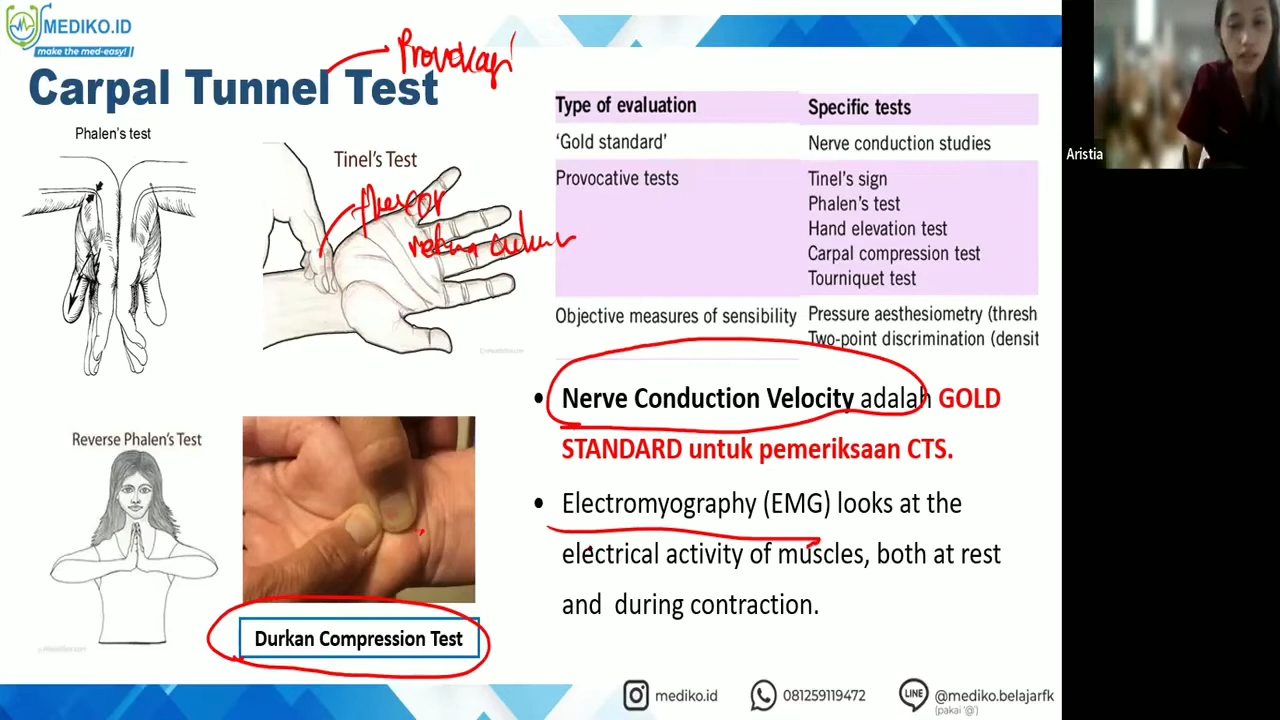 MEDIKO.ID
make the med-easy!
Provokasi
Carpal Tunnel Test
Phalen's test
Tinel's Test
flexor
retinaculum
Reverse Phalen's Test
Durkan Compression Test
Type of evaluation Specific tests
'Gold standard' Nerve conduction studies
Provocative tests Tinel's sign
Phalen's test
Hand elevation test
Carpal compression test
Tourniquet test
Objective measures of sensibility Pressure aesthesiometry (thresh
Two-point discrimination (densit
• Nerve Conduction Velocity adalah GOLD
STANDARD untuk pemeriksaan CTS.
• Electromyography (EMG) looks at the
electrical activity of muscles, both at rest
and during contraction.
mediko.id
081259119472
LINE
@mediko.belajarfk
(pakai '@')
Aristia